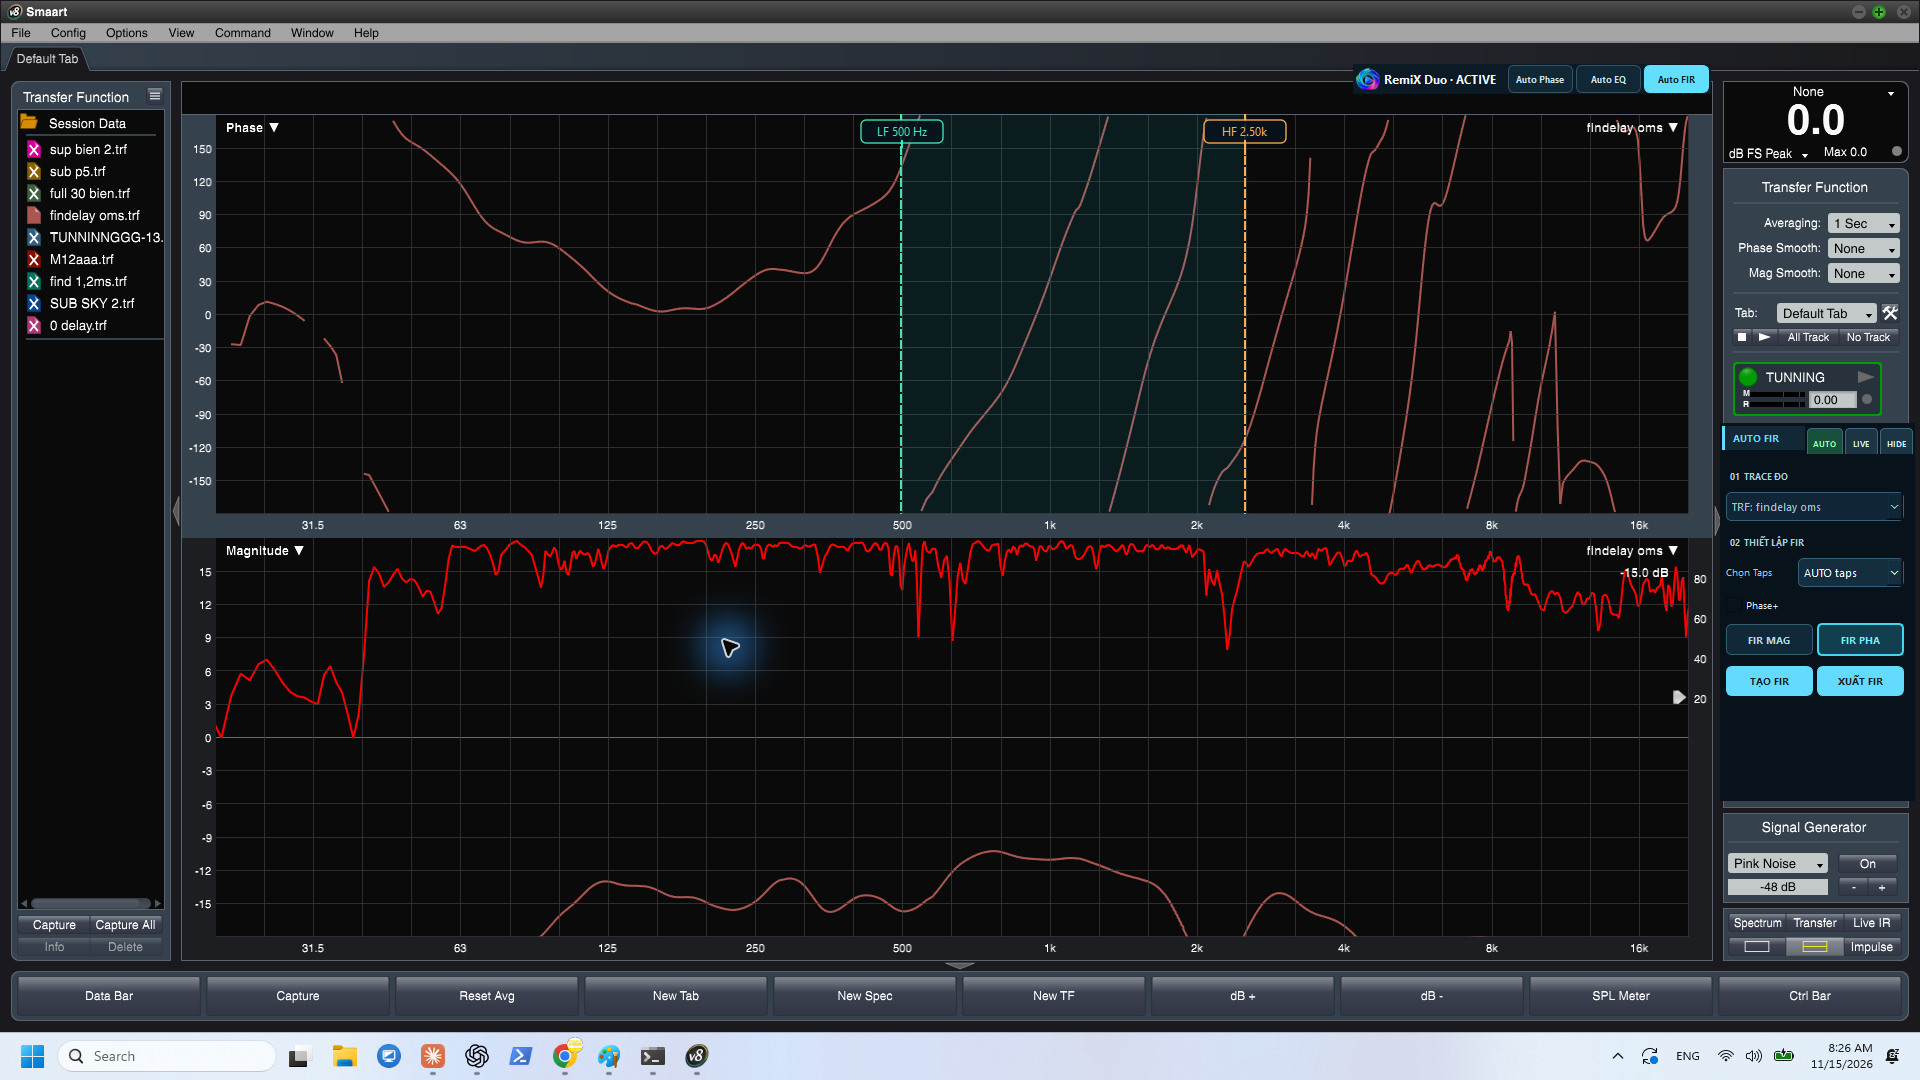 Smaart
File Config Options View Command Window Help
Default Tab
RemiX Duo · ACTIVE
Auto Phase
Auto EQ
Auto FIR
Transfer Function
Session Data
sup bien 2.trf
sub p5.trf
full 30 bien.trf
findelay oms.trf
TUNNINNGGG-13.
M12aaa.trf
find 1,2ms.trf
SUB SKY 2.trf
0 delay.trf
Capture Capture All
Info Delete
Phase ▼
LF 500 Hz
HF 2.50k
findelay oms ▼
150
120
90
60
30
0
-30
-60
-90
-120
-150
31.5 63 125 250 500 1k 2k 4k 8k 16k
Magnitude ▼
findelay oms ▼
-15.0 dB
15
12
9
6
3
0
-3
-6
-9
-12
-15
80
60
40
20
31.5 63 125 250 500 1k 2k 4k 8k 16k
None
0.0
dB FS Peak Max 0.0
Transfer Function
Averaging: 1 Sec
Phase Smooth: None
Mag Smooth: None
Tab: Default Tab
All Track No Track
TUNNING
M
R
0.00
AUTO FIR AUTO LIVE HIDE
01 TRACE ĐO
TRF: findelay oms
02 THIẾT LẬP FIR
Chọn Taps AUTO taps
Phase+
FIR MAG FIR PHA
TẠO FIR XUẤT FIR
Signal Generator
Pink Noise On
-48 dB - +
Spectrum Transfer Live IR
Impulse
Data Bar Capture Reset Avg New Tab New Spec New TF dB + dB - SPL Meter Ctrl Bar
Search
ENG
8:26 AM
11/15/2026